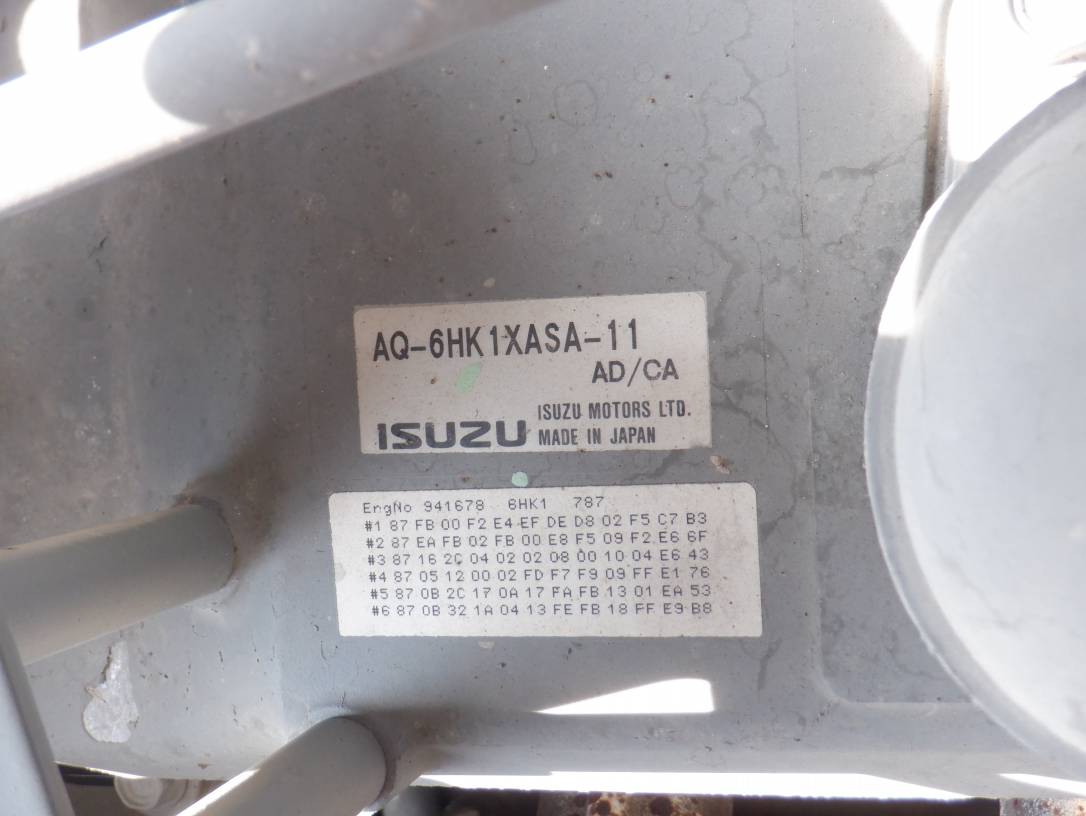 AQ-6HK1XASA-11
AD/CA
ISUZU MOTORS LTD.
ISUZU MADE IN JAPAN
EngNo 941678 6HK1 787
#1 87 FB 00 F2 E4 EF DE D8 02 F5 C7 B3
#2 87 EA FB 02 FB 00 E8 F5 09 F2 E6 6F
#3 87 16 2C 04 02 02 08 00 10 04 E6 43
#4 87 05 12 00 02 FD F7 F9 09 FF E1 76
#5 87 0B 2C 17 0A 17 FA FB 13 01 EA 53
#6 87 0B 32 1A 04 13 FE FB 18 FF E9 B8